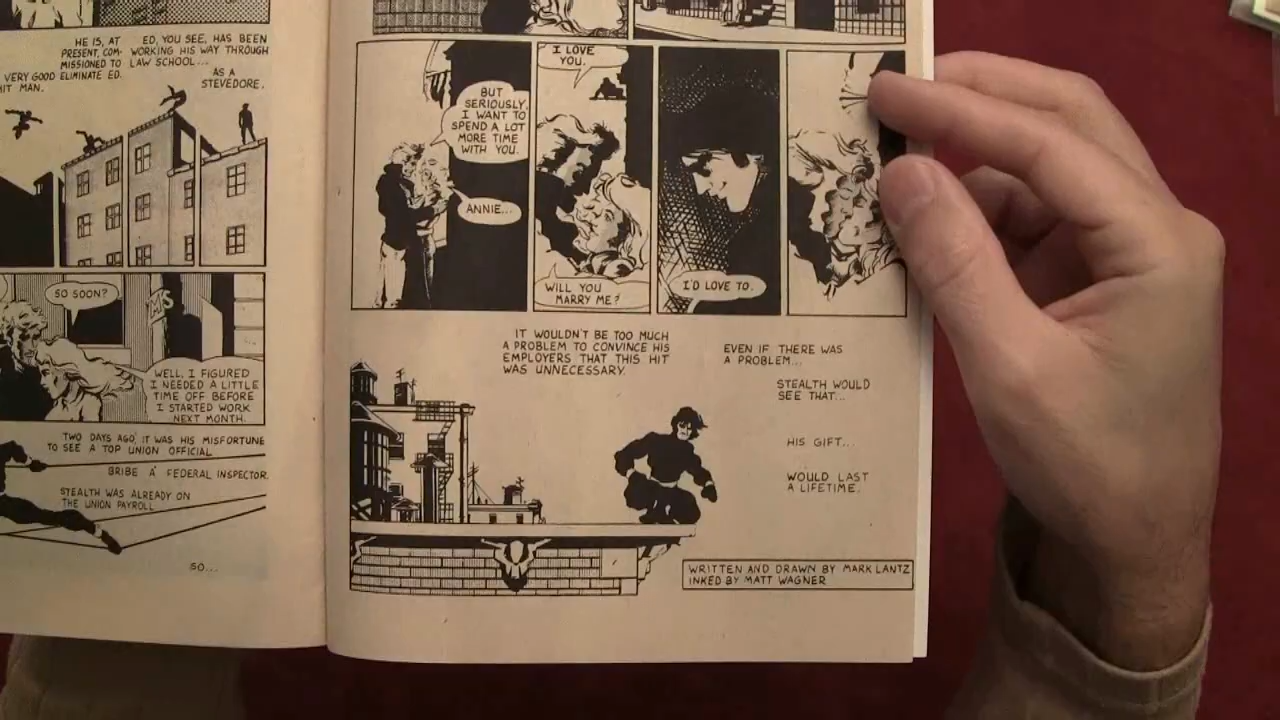 HE IS, AT
PRESENT, COM-
MISSIONED TO
ELIMINATE ED.
VERY GOOD
HIT MAN.
ED, YOU SEE, HAS BEEN
WORKING HIS WAY THROUGH
LAW SCHOOL...
AS A
STEVEDORE.
SO SOON?
M'S
WELL, I FIGURED
I NEEDED A LITTLE
TIME OFF BEFORE
I STARTED WORK
NEXT MONTH.
TWO DAYS AGO, IT WAS HIS MISFORTUNE
TO SEE A TOP UNION OFFICIAL
BRIBE A FEDERAL INSPECTOR.
STEALTH WAS ALREADY ON
THE UNION PAYROLL
SO...
BUT
SERIOUSLY.
I WANT TO
SPEND A LOT
MORE TIME
WITH YOU.
ANNIE...
I LOVE
YOU.
WILL YOU
MARRY ME?
I'D LOVE TO.
IT WOULDN'T BE TOO MUCH
A PROBLEM TO CONVINCE HIS
EMPLOYERS THAT THIS HIT
WAS UNNECESSARY.
EVEN IF THERE WAS
A PROBLEM...
STEALTH WOULD
SEE THAT...
HIS GIFT...
WOULD LAST
A LIFETIME.
WRITTEN AND DRAWN BY MARK LANTZ
INKED BY MATT WAGNER